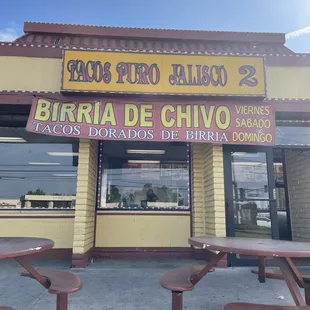 TACOS PURO JALISCO 2
BIRRIA DE CHIVO
TACOS DORADOS DE BIRRIA
VIERNES
SABADO
DOMINGO